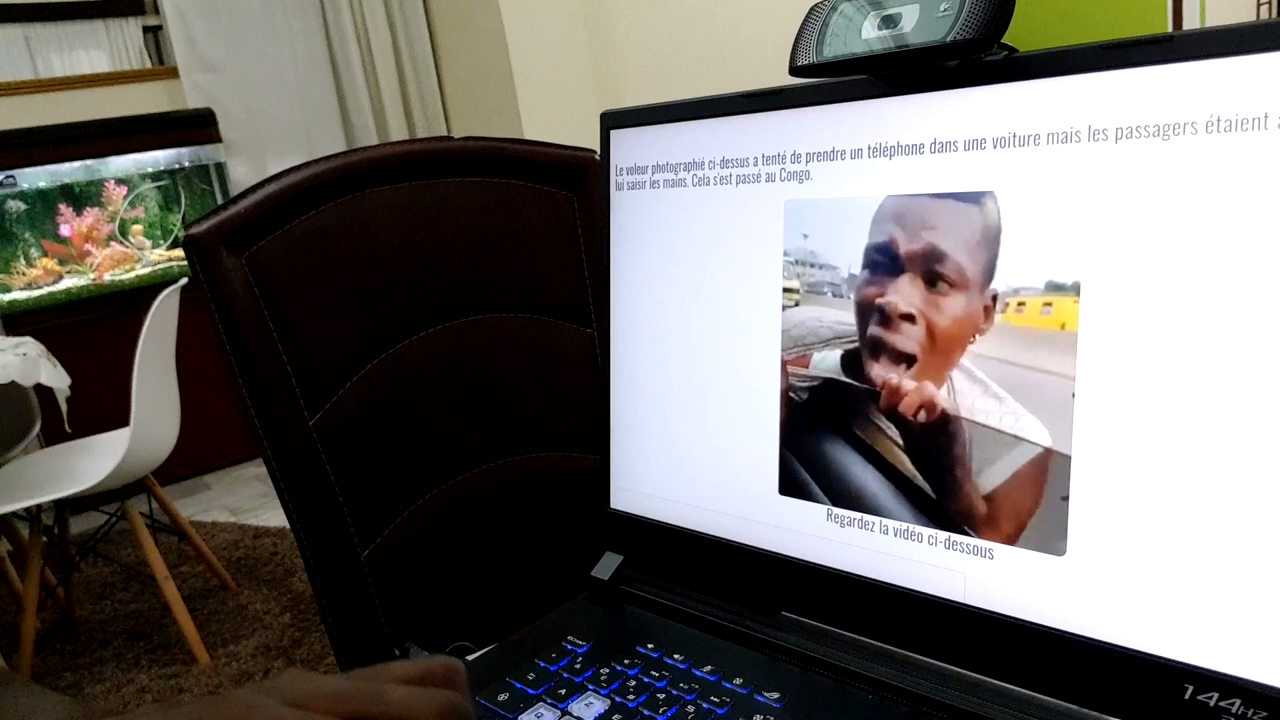 Le voleur photographié ci-dessus a tenté de prendre un téléphone dans une voiture mais les passagers étaient
lui saisir les mains. Cela s'est passé au Congo.
Regardez la vidéo ci-dessous
144HZ
A
Q
Z